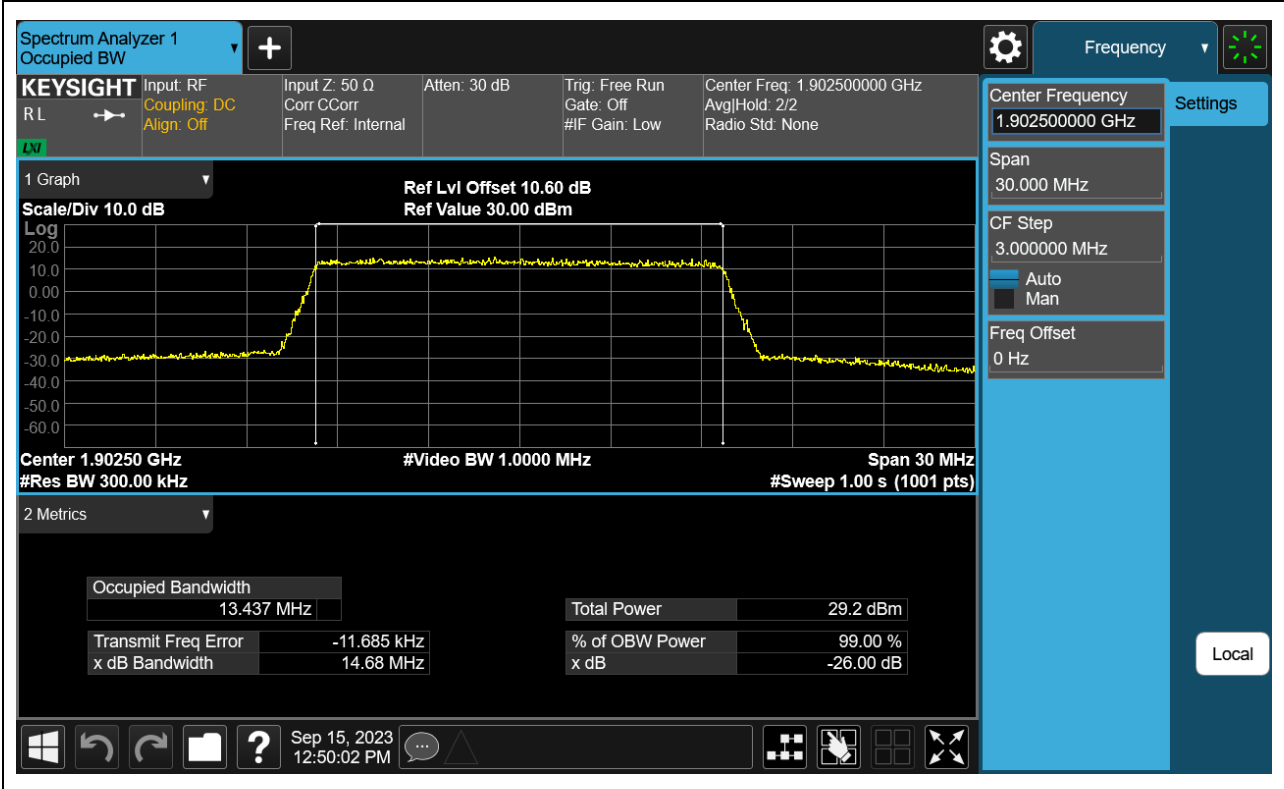 Spectrum Analyzer 1
Occupied BW
Frequency
KEYSIGHT
R L
LXI
Input: RF
Coupling: DC
Align: Off
Input Z: 50 Ω
Corr CCorr
Freq Ref: Internal
Atten: 30 dB
Trig: Free Run
Gate: Off
#IF Gain: Low
Center Freq: 1.902500000 GHz
Avg|Hold: 2/2
Radio Std: None
Center Frequency
1.902500000 GHz
Settings
Span
30.000 MHz
CF Step
3.000000 MHz
Auto
Man
Freq Offset
0 Hz
Local
1 Graph
Scale/Div 10.0 dB
Ref Lvl Offset 10.60 dB
Ref Value 30.00 dBm
Log
20.0
10.0
0.00
-10.0
-20.0
-30.0
-40.0
-50.0
-60.0
Center 1.90250 GHz
#Video BW 1.0000 MHz
Span 30 MHz
#Res BW 300.00 kHz
#Sweep 1.00 s (1001 pts)
2 Metrics
Occupied Bandwidth
13.437 MHz
Total Power 29.2 dBm
Transmit Freq Error -11.685 kHz
% of OBW Power 99.00 %
x dB Bandwidth 14.68 MHz
x dB -26.00 dB
?
Sep 15, 2023
12:50:02 PM